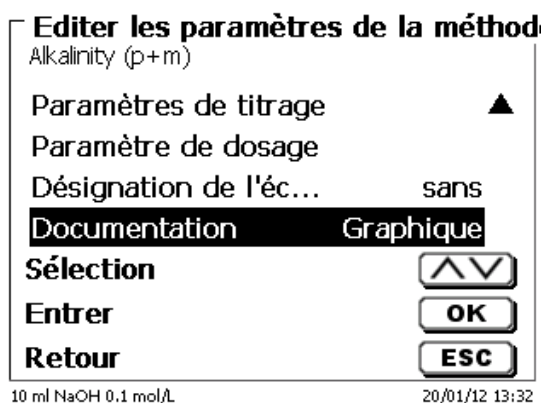 Editer les paramètres de la méthod
Alkalinity (p+m)
Paramètres de titrage
Paramètre de dosage
Désignation de l'éc... sans
Documentation Graphique
Sélection
Entrer OK
Retour ESC
10 ml NaOH 0.1 mol/L 20/01/12 13:32